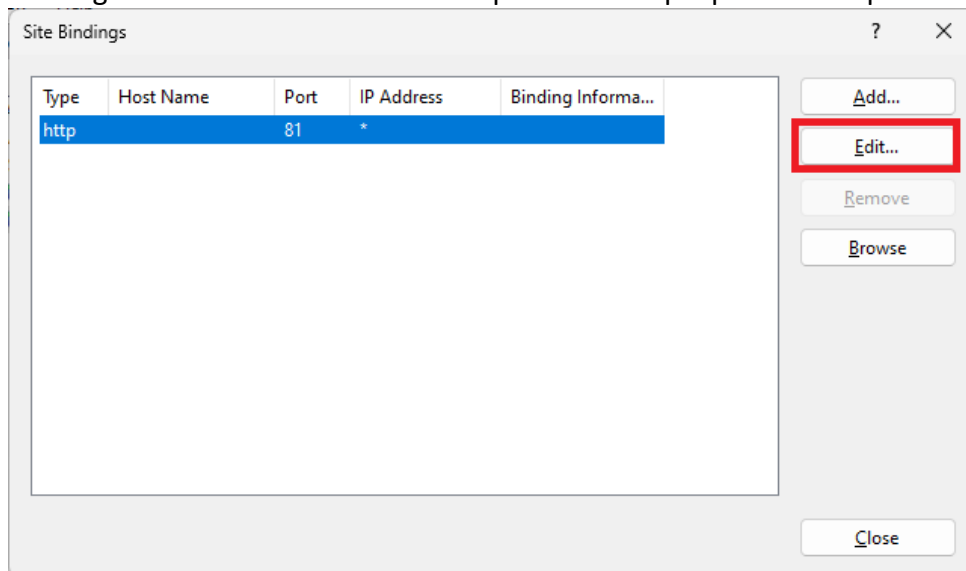 Site Bindings
Type Host Name Port IP Address Binding Informa...
http 81 *
Add...
Edit...
Remove
Browse
Close